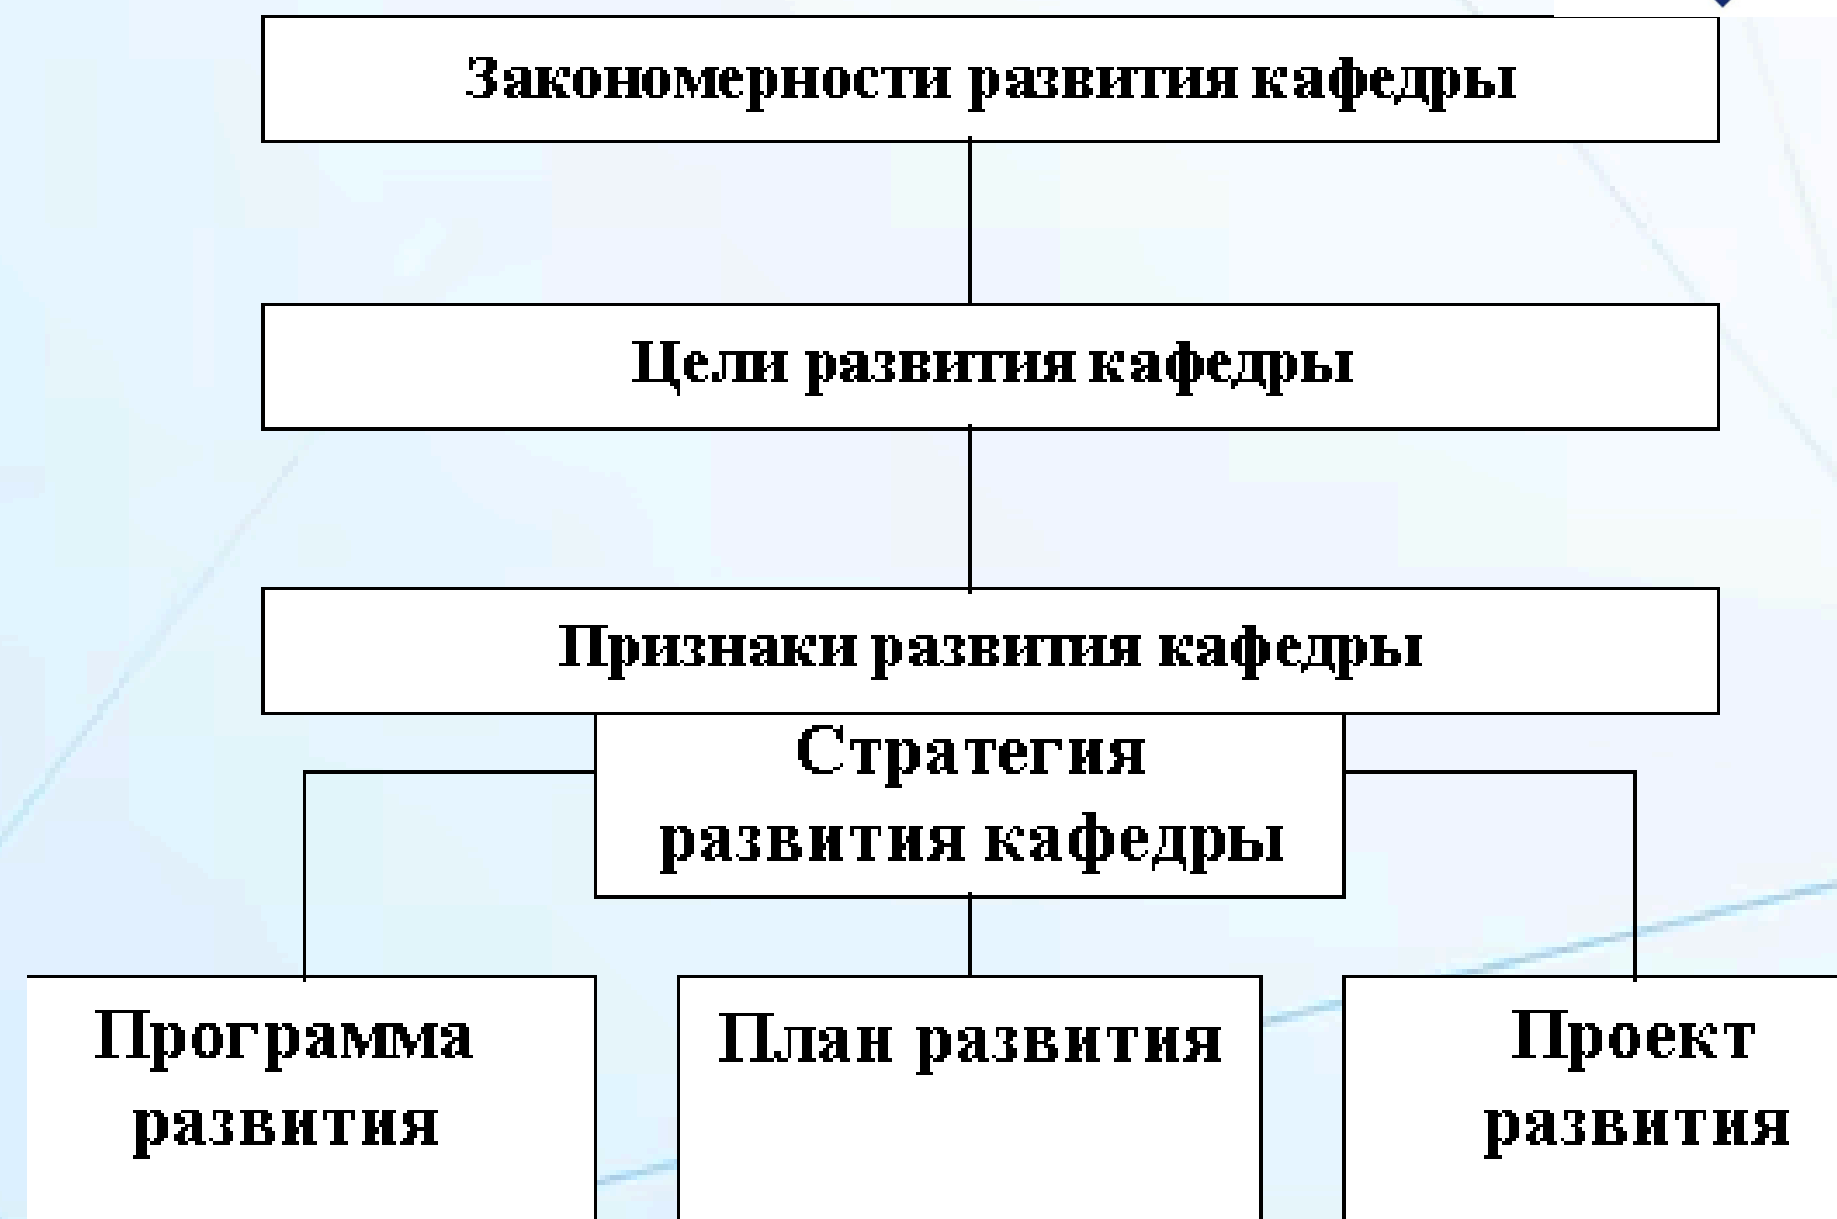 Закономерности развития кафедры
Цели развития кафедры
Признаки развития кафедры
Стратегия
развития кафедры
Программа
развития
План развития
Проект
развития